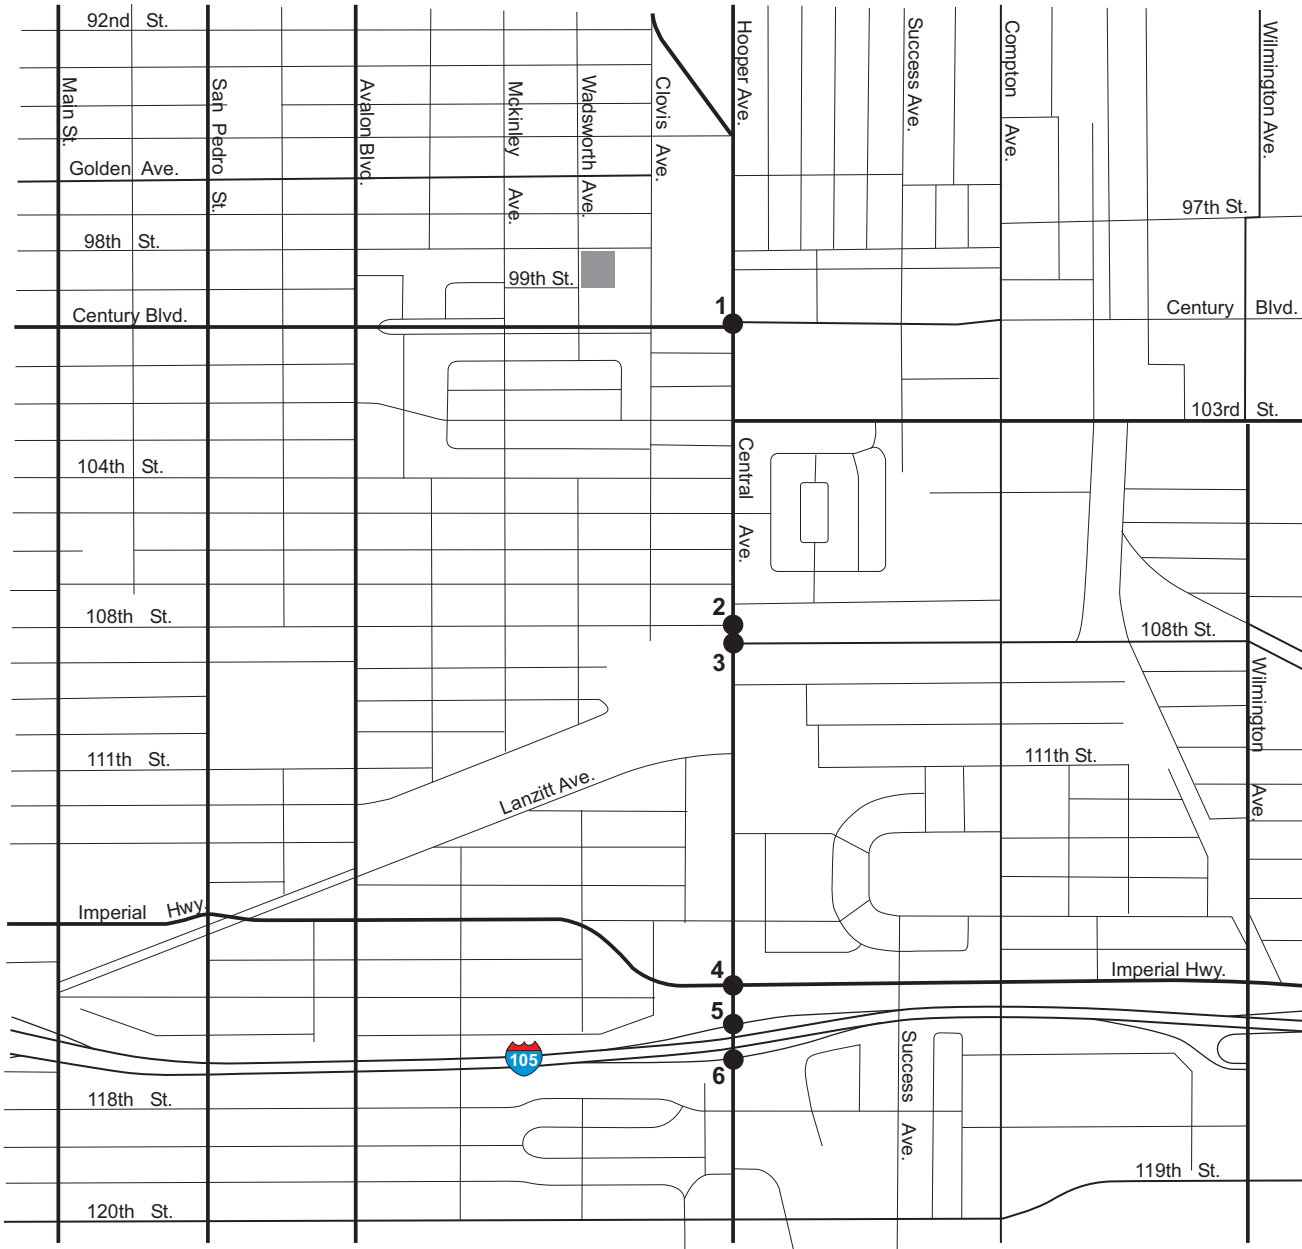 92nd St.
Main St.
San Pedro St.
Avalon Blvd.
Mckinley Ave.
Wadsworth Ave.
Clovis Ave.
Hooper Ave.
Success Ave.
Compton Ave.
Wilmington Ave.
Golden Ave.
97th St.
98th St.
99th St.
Century Blvd.
1
Century Blvd.
103rd St.
104th St.
Central Ave.
2
108th St.
108th St.
3
Wilmington Ave.
111th St.
111th St.
Lanzitt Ave.
Imperial Hwy.
4
Imperial Hwy.
5
105
6
Success Ave.
118th St.
119th St.
120th St.